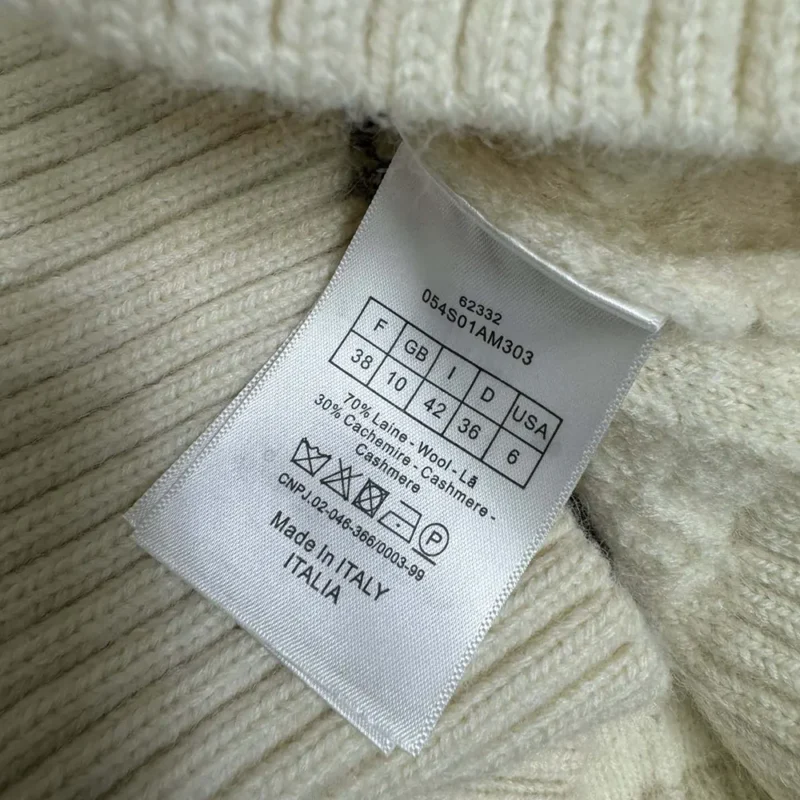 62332
054S01AM303
F GB I D USA
38 10 42 36 6
70% Laine - Wool - Lã
30% Cachemire - Cashmere -
Cashmere
P
CNPJ.02-046-366/0003-99
Made In ITALY
ITALIA